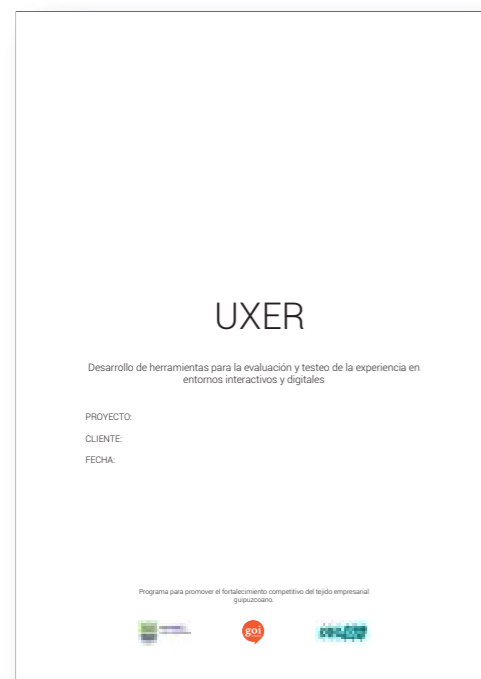 UXER
Desarrollo de herramientas para la evaluación y testeo de la experiencia en
entornos interactivos y digitales
PROYECTO:
CLIENTE:
FECHA:
Programa para promover el fortalecimiento competitivo del tejido empresarial
guipuzcoano.
goi